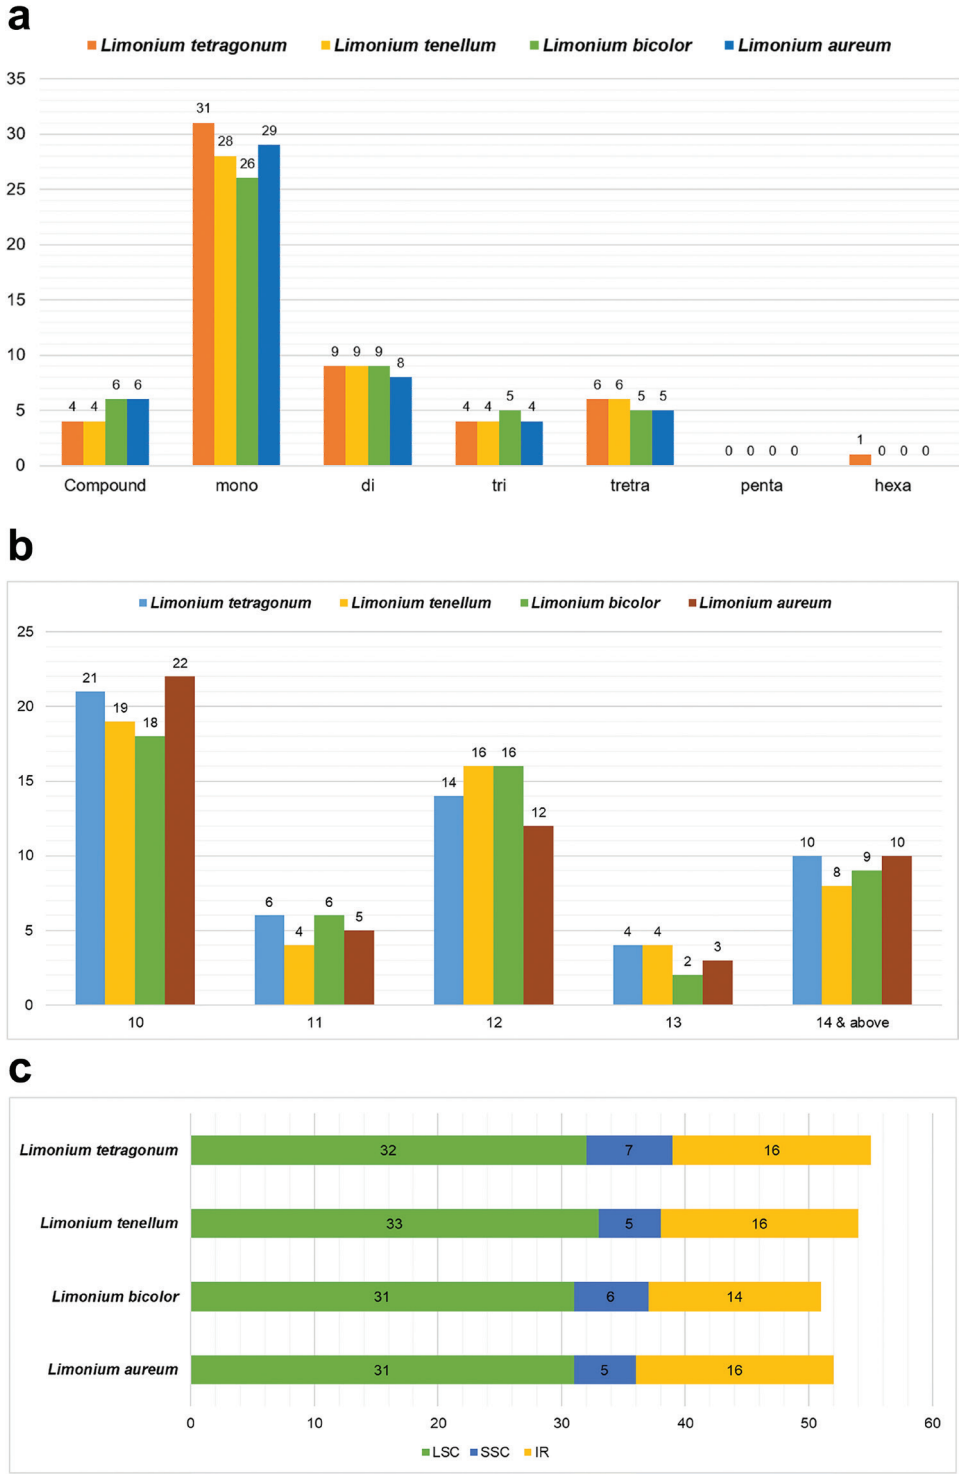 a
Limonium tetragonum Limonium tenellum Limonium bicolor Limonium aureum
35
30
25
20
15
10
5
0
31
28
26
29
4 4 6 6
9 9 9 8
4 4 5 4
6 6 5 5
0 0 0 0
1 0 0 0
Compound mono di tri tretra penta hexa
b
Limonium tetragonum Limonium tenellum Limonium bicolor Limonium aureum
25
20
15
10
5
0
21 19 18 22
6 4 6 5
14 16 16 12
4 4 2 3
10 8 9 10
10 11 12 13 14 & above
c
Limonium tetragonum 32 7 16
Limonium tenellum 33 5 16
Limonium bicolor 31 6 14
Limonium aureum 31 5 16
0 10 20 30 40 50 60
LSC SSC IR